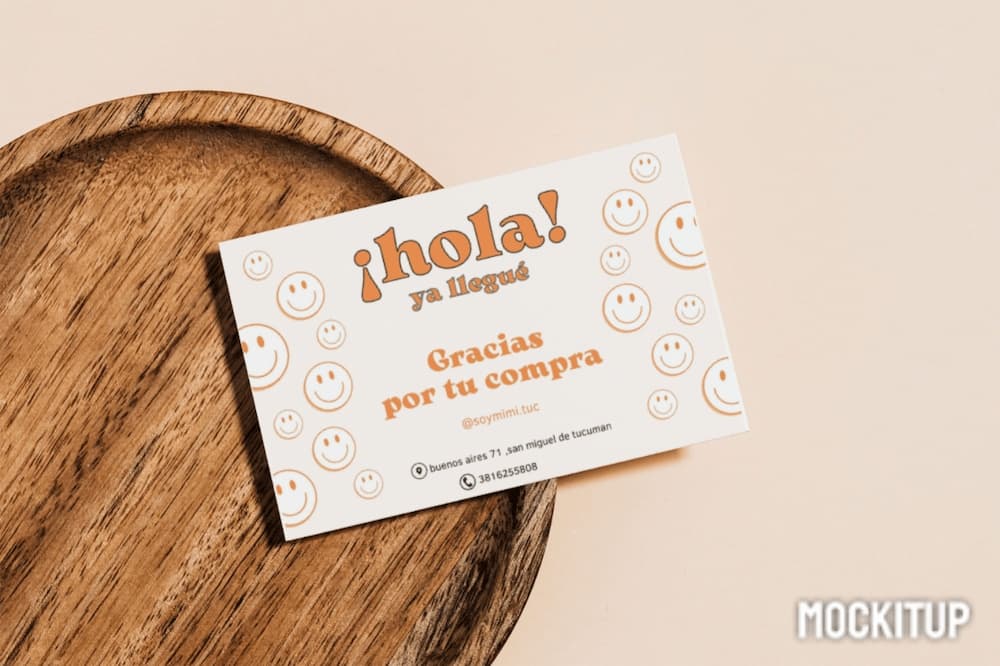 ¡hola!
ya llegué
Gracias
por tu compra
@soymimi.tuc
buenos aires 71 ,san miguel de tucuman
3816255808
MOCKITUP